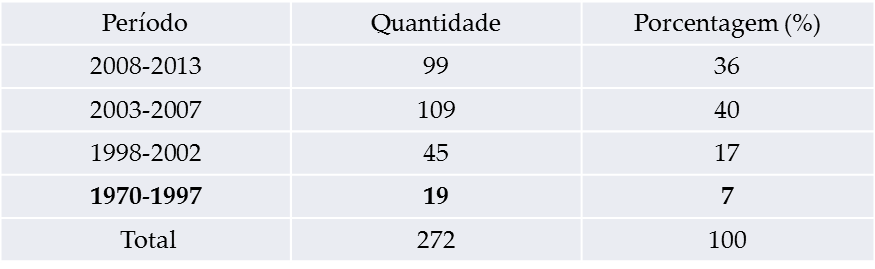 Período Quantidade Porcentagem (%)
2008-2013 99 36
2003-2007 109 40
1998-2002 45 17
1970-1997 19 7
Total 272 100